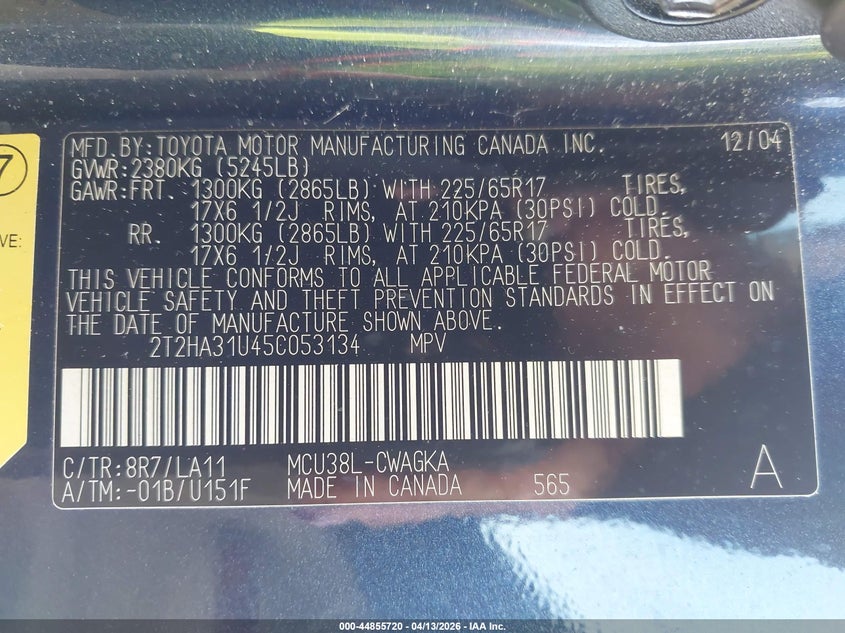 MFD.BY:TOYOTA MOTOR MANUFACTURING CANADA INC. 12/04
GVWR:2380KG (5245LB)
GAWR:FRT. 1300KG (2865LB) WITH 225/65R17 TIRES,
17X6 1/2J RIMS, AT 210KPA (30PSI) COLD.
RR. 1300KG (2865LB) WITH 225/65R17 TIRES,
17X6 1/2J RIMS, AT 210KPA (30PSI) COLD.
THIS VEHICLE CONFORMS TO ALL APPLICABLE FEDERAL MOTOR
VEHICLE SAFETY AND THEFT PREVENTION STANDARDS IN EFFECT ON
THE DATE OF MANUFACTURE SHOWN ABOVE.
2T2HA31U45C053134 MPV
C/TR:8R7/LA11 MCU38L-CWAGKA A
A/TM:-01B/U151F MADE IN CANADA 565
7
VE:
000-44855720 - 04/13/2026 - IAA Inc.